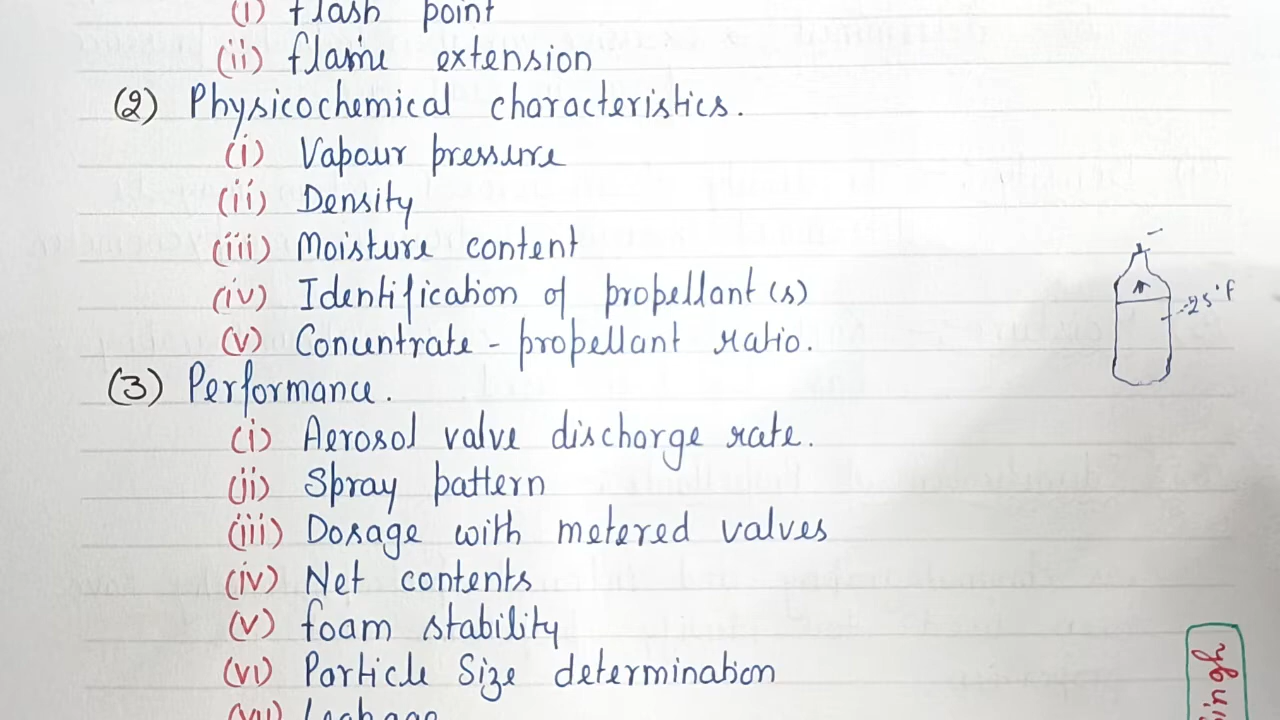 (i) flash point
(ii) flame extension
(2) Physicochemical characteristics.
(i) Vapour pressure
(ii) Density
(iii) Moisture content
(iv) Identification of propellant(s)
(v) Concentrate - propellant ratio.
-25°F
(3) Performance.
(i) Aerosol valve discharge rate.
(ii) Spray pattern
(iii) Dosage with metered valves
(iv) Net contents
(v) foam stability
(vi) Particle Size determination
(vii) Leakage